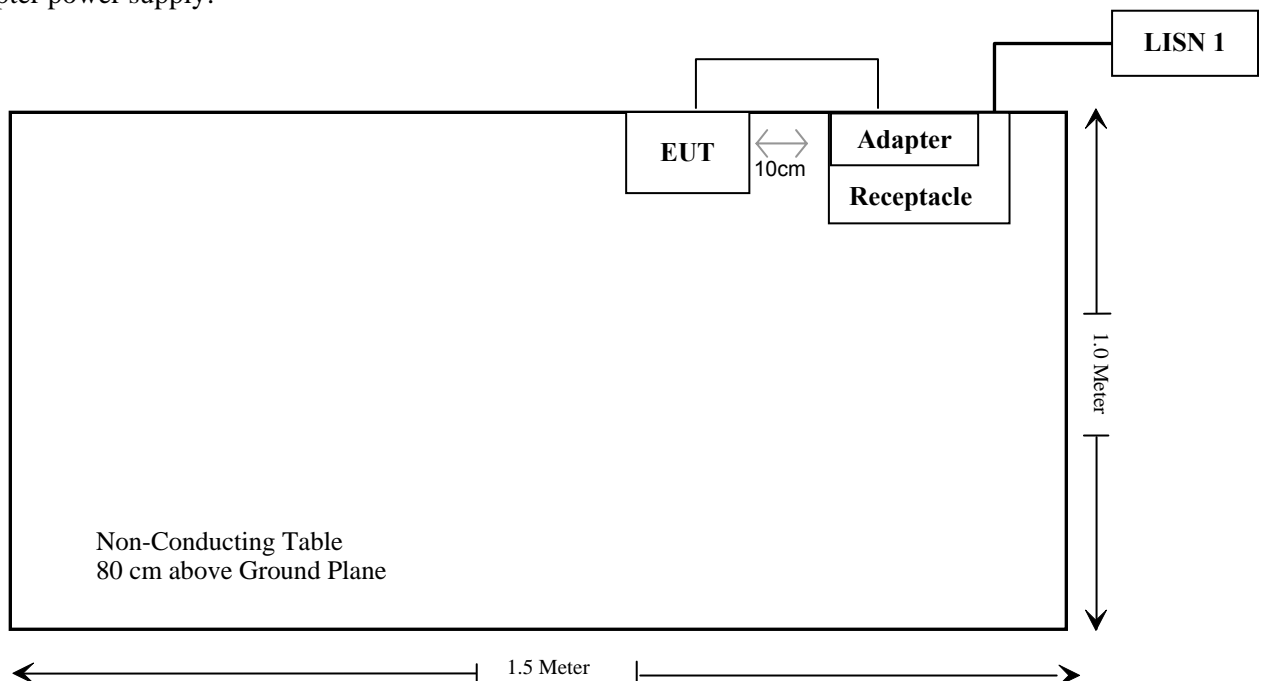 power supply.
LISN 1
EUT
10cm
Adapter
Receptacle
1.0 Meter
Non-Conducting Table
80 cm above Ground Plane
1.5 Meter